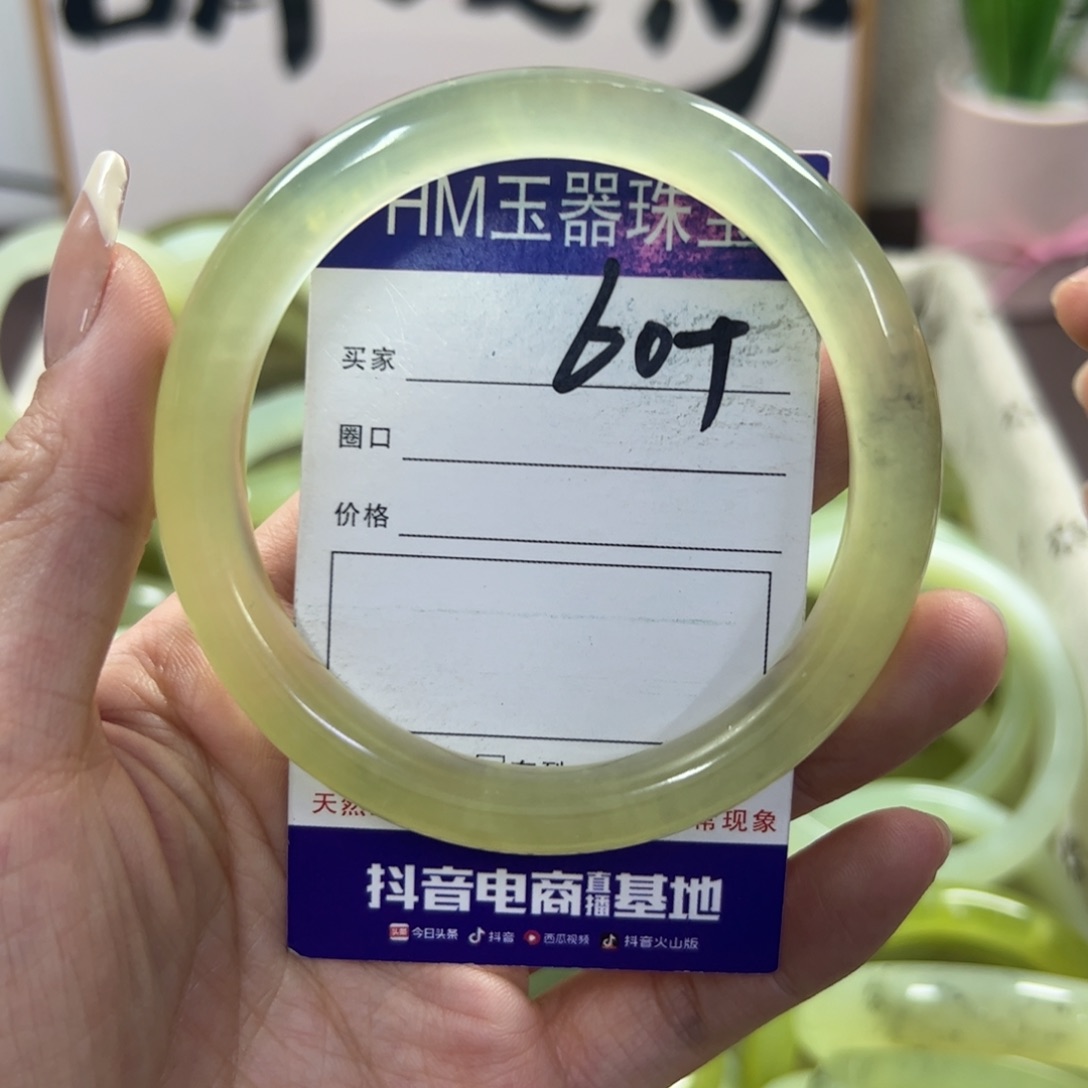 HM玉器珠宝
60+
买家
圈口
价格
天然
常现象
抖音电商直播基地
今日头条 抖音 西瓜视频 抖音火山版